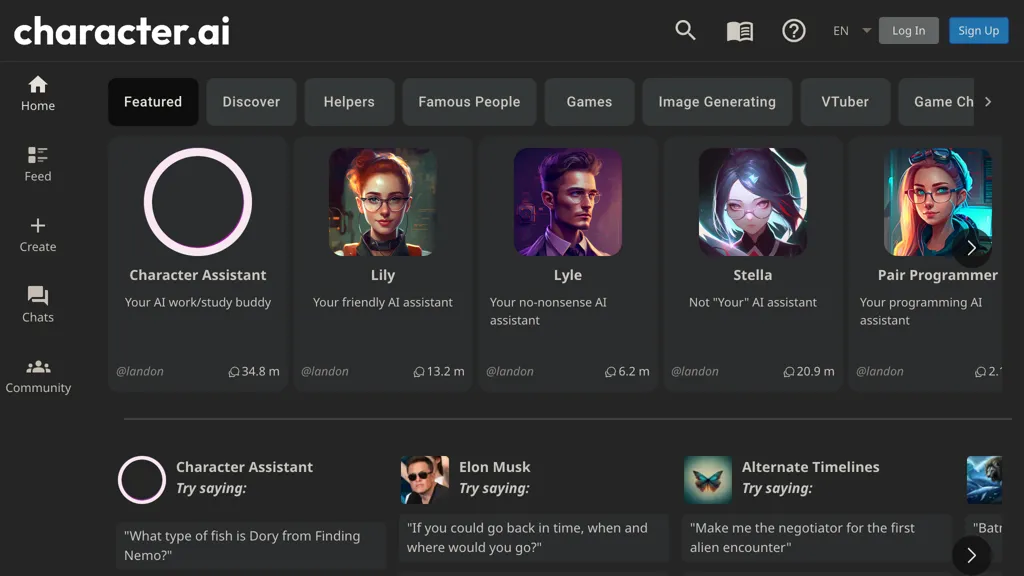 character.ai
EN
Log In
Sign Up
Home
Feed
Create
Chats
Community
Featured
Discover
Helpers
Famous People
Games
Image Generating
VTuber
Game Ch
Character Assistant
Your AI work/study buddy
@landon
34.8 m
Lily
Your friendly AI assistant
@landon
13.2 m
Lyle
Your no-nonsense AI
assistant
@landon
6.2 m
Stella
Not "Your" AI assistant
@landon
20.9 m
Pair Programmer
Your programming AI
assistant
@landon
2.
Character Assistant
Try saying:
"What type of fish is Dory from Finding
Nemo?"
Elon Musk
Try saying:
"If you could go back in time, when and
where would you go?"
Alternate Timelines
Try saying:
"Make me the negotiator for the first
alien encounter"
"Bat